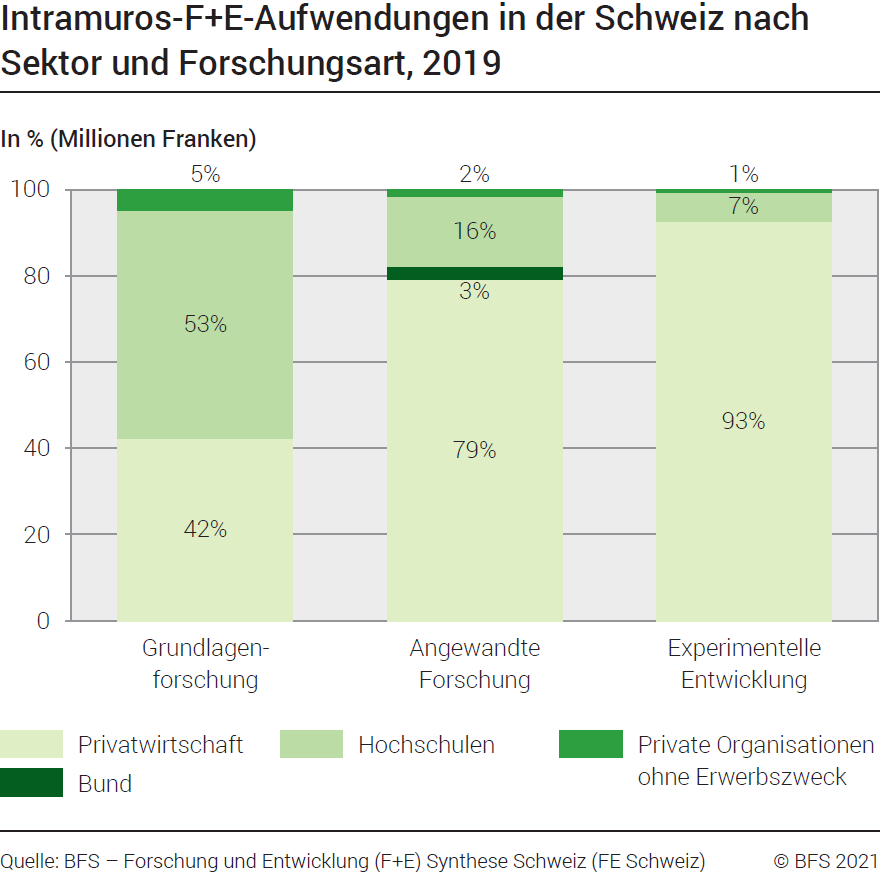 Intramuros-F+E-Aufwendungen in der Schweiz nach
Sektor und Forschungsart, 2019
In % (Millionen Franken)
5%
2%
1%
100
7%
16%
80
3%
53%
60
93%
40
79%
42%
20
0
Grundlagen-
forschung
Angewandte
Forschung
Experimentelle
Entwicklung
Privatwirtschaft
Hochschulen
Private Organisationen
ohne Erwerbszweck
Bund
Quelle: BFS – Forschung und Entwicklung (F+E) Synthese Schweiz (FE Schweiz)
© BFS 2021